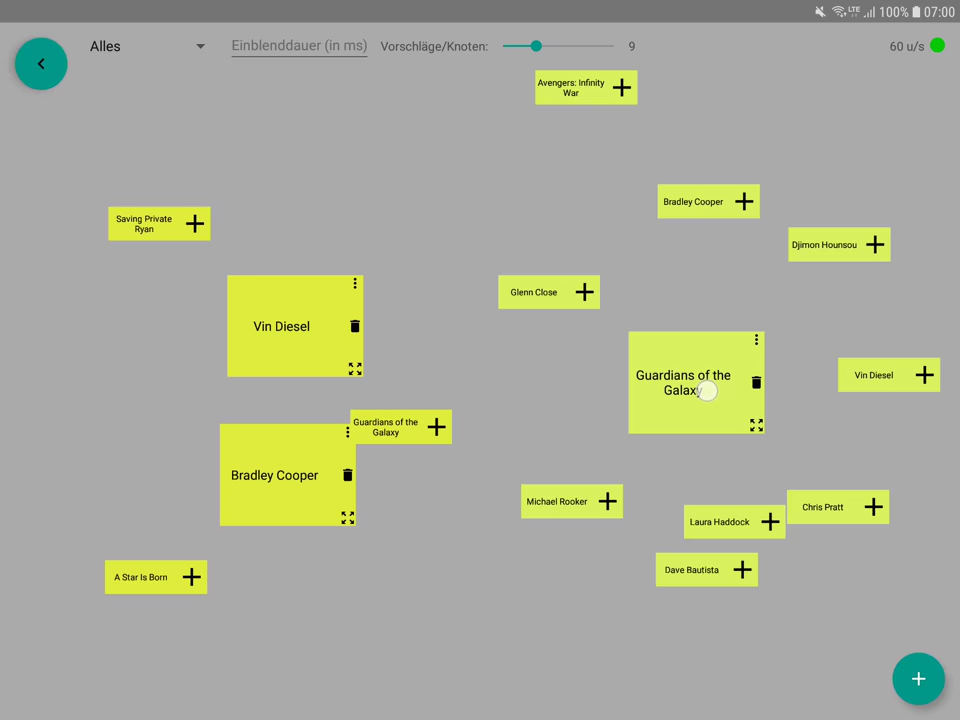 LTE 100% 07:00
Alles Einblenddauer (in ms) Vorschläge/Knoten: 9 60 u/s
Avengers: Infinity
War
Bradley Cooper
Saving Private
Ryan
Djimon Hounsou
Glenn Close
Vin Diesel
Guardians of the
Galaxy
Vin Diesel
Guardians of the
Galaxy
Bradley Cooper
Michael Rooker
Chris Pratt
Laura Haddock
Dave Bautista
A Star Is Born